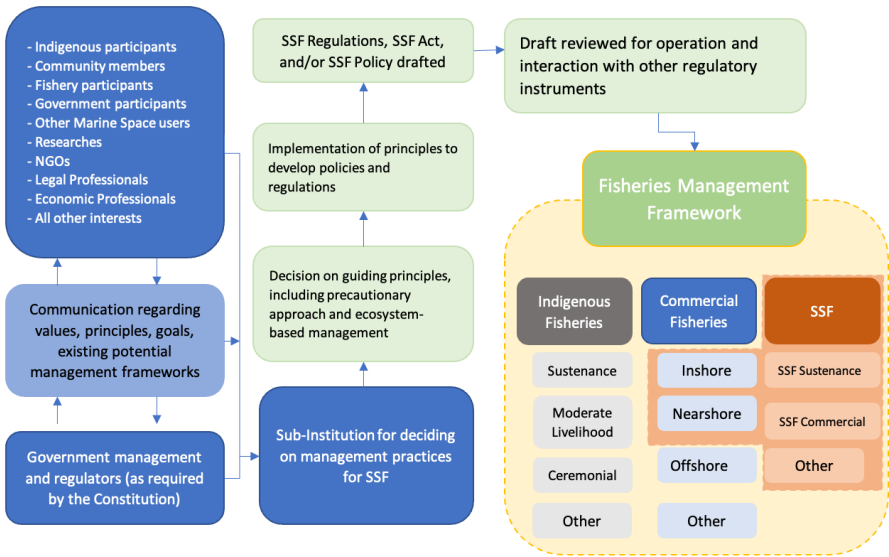 - Indigenous participants
- Community members
- Fishery participants
- Government participants
- Other Marine Space users
- Researches
- NGOs
- Legal Professionals
- Economic Professionals
- All other interests
Communication regarding
values, principles, goals,
existing potential
management frameworks
Government management
and regulators (as required
by the Constitution)
SSF Regulations, SSF Act,
and/or SSF Policy drafted
Implementation of principles to
develop policies and
regulations
Decision on guiding principles,
including precautionary
approach and ecosystem-
based management
Sub-Institution for deciding
on management practices
for SSF
Draft reviewed for operation and
interaction with other regulatory
instruments
Fisheries Management
Framework
Indigenous
Fisheries
Sustenance
Moderate
Livelihood
Ceremonial
Other
Commercial
Fisheries
Inshore
Nearshore
Offshore
Other
SSF
SSF Sustenance
SSF Commercial
Other